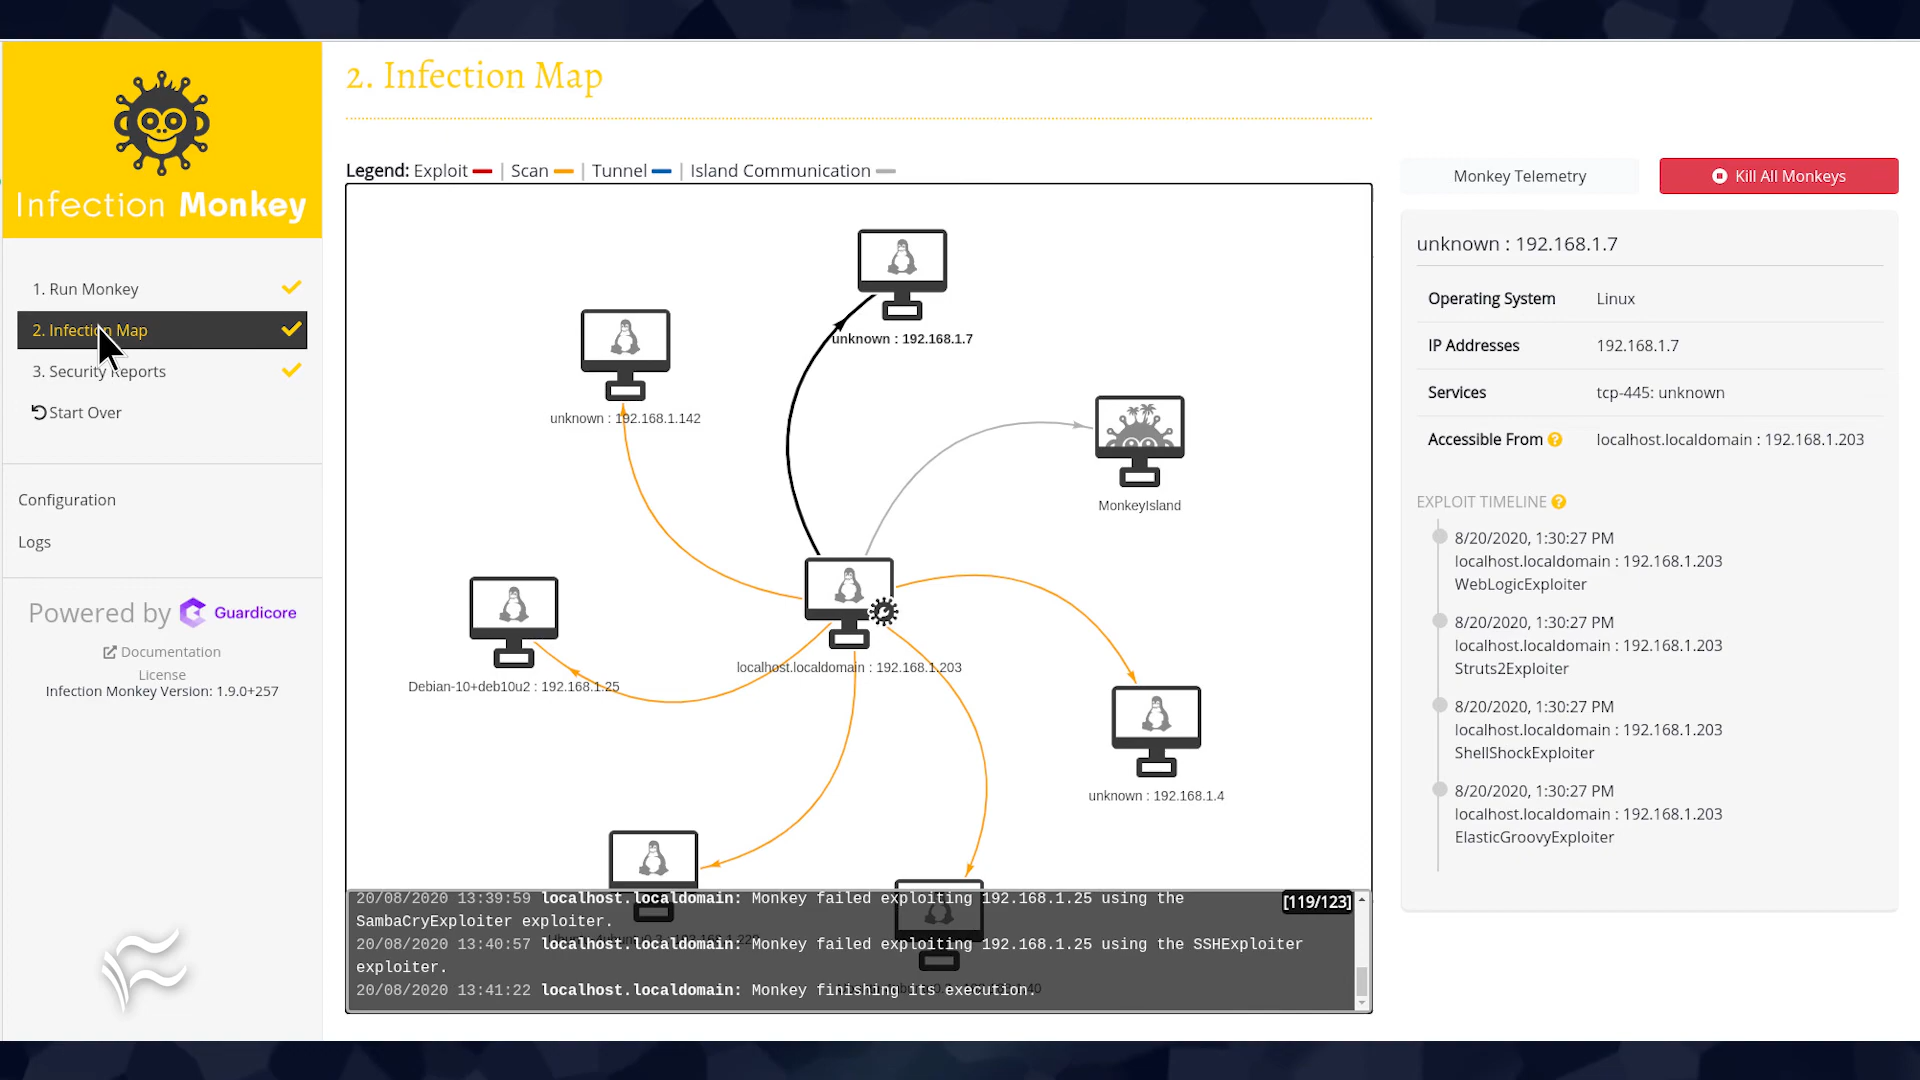 Infection Monkey
1. Run Monkey
2. Infection Map
3. Security Reports
Start Over
Configuration
Logs
Powered by Guardicore
Documentation
License
Infection Monkey Version: 1.9.0+257
2. Infection Map
Legend: Exploit | Scan | Tunnel | Island Communication
unknown : 192.168.1.7
unknown : 192.168.1.142
MonkeyIsland
localhost.localdomain : 192.168.1.203
Debian-10+deb10u2 : 192.168.1.25
unknown : 192.168.1.4
20/08/2020 13:39:59 localhost.localdomain: Monkey failed exploiting 192.168.1.25 using the
SambaCryExploiter exploiter.
20/08/2020 13:40:57 localhost.localdomain: Monkey failed exploiting 192.168.1.25 using the SSHExploiter
exploiter.
20/08/2020 13:41:22 localhost.localdomain: Monkey finishing its execution.
[119/123]
Monkey Telemetry
Kill All Monkeys
unknown : 192.168.1.7
Operating System Linux
IP Addresses 192.168.1.7
Services tcp-445: unknown
Accessible From ? localhost.localdomain : 192.168.1.203
EXPLOIT TIMELINE ?
8/20/2020, 1:30:27 PM
localhost.localdomain : 192.168.1.203
WebLogicExploiter
8/20/2020, 1:30:27 PM
localhost.localdomain : 192.168.1.203
Struts2Exploiter
8/20/2020, 1:30:27 PM
localhost.localdomain : 192.168.1.203
ShellShockExploiter
8/20/2020, 1:30:27 PM
localhost.localdomain : 192.168.1.203
ElasticGroovyExploiter